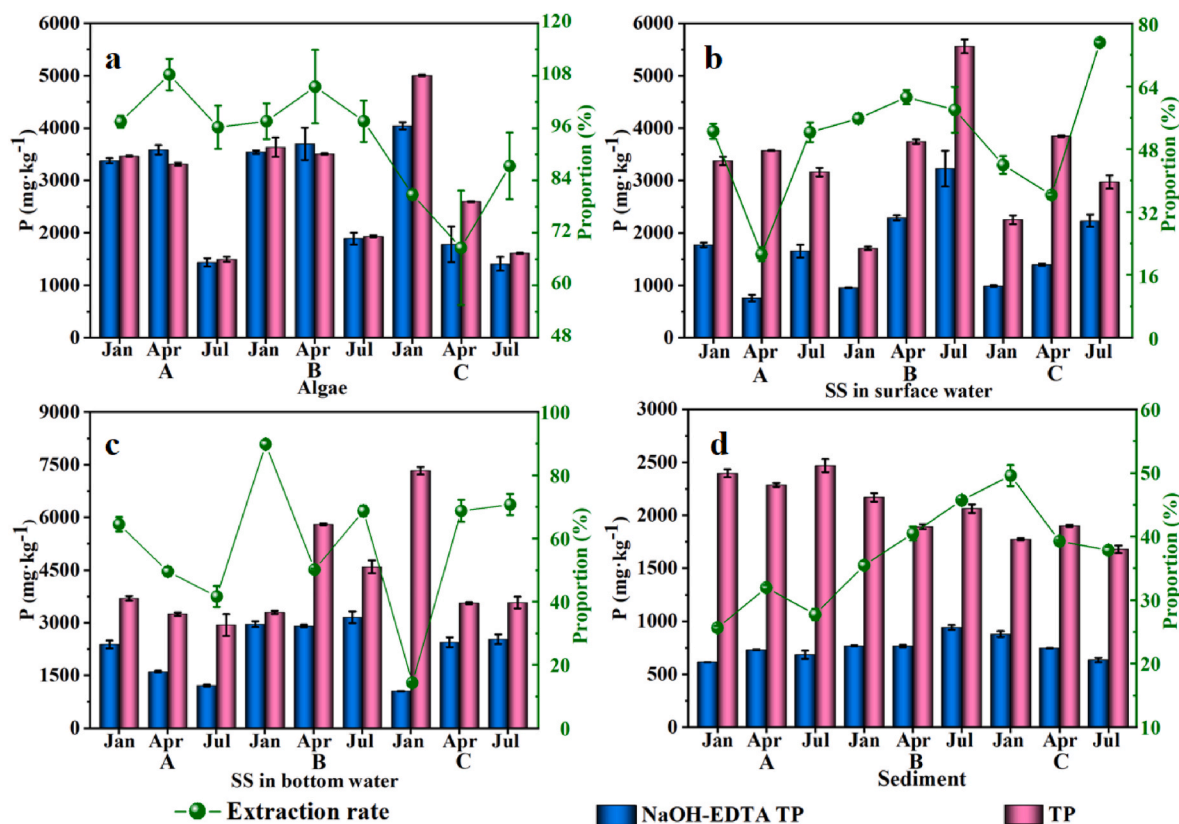 a
P (mg·kg-1)
6000
5000
4000
3000
2000
1000
0
120
108
96
84
72
60
48
Proportion (%)
Jan Apr Jul Jan Apr Jul Jan Apr Jul
A B C
Algae
b
P (mg·kg-1)
6000
5000
4000
3000
2000
1000
0
80
64
48
32
16
0
Proportion (%)
Jan Apr Jul Jan Apr Jul Jan Apr Jul
A B C
SS in surface water
c
P (mg·kg-1)
9000
7500
6000
4500
3000
1500
0
100
80
60
40
20
0
Proportion (%)
Jan Apr Jul Jan Apr Jul Jan Apr Jul
A B C
SS in bottom water
d
P (mg·kg-1)
3000
2500
2000
1500
1000
500
0
60
50
40
30
20
10
Proportion (%)
Jan Apr Jul Jan Apr Jul Jan Apr Jul
A B C
Sediment
Extraction rate NaOH-EDTA TP TP